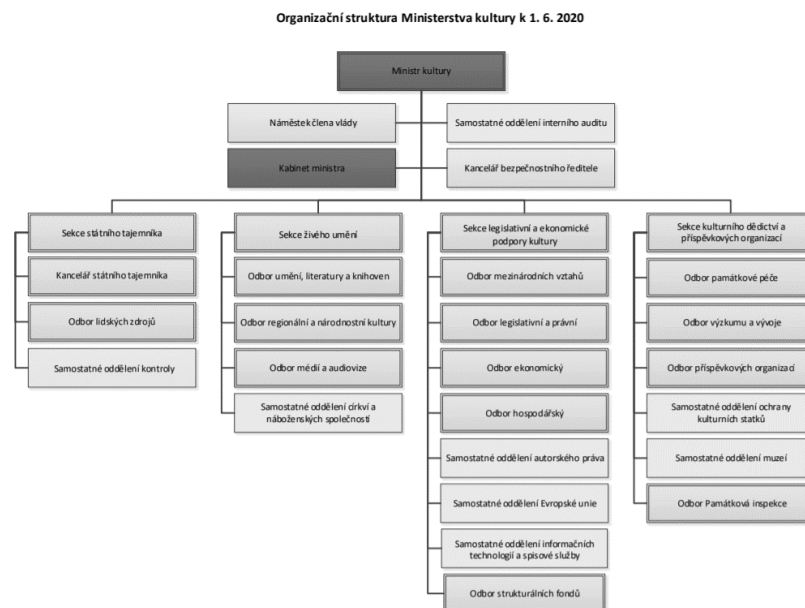 Organizační struktura Ministerstva kultury k 1. 6. 2020
Ministr kultury
Náměstek člena vlády
Samostatné oddělení interního auditu
Kabinet ministra
Kancelář bezpečnostního ředitele
Sekce státního tajemníka
Kancelář státního tajemníka
Odbor lidských zdrojů
Samostatné oddělení kontroly
Sekce živého umění
Odbor umění, literatury a knihoven
Odbor regionální a národnostní kultury
Odbor médií a audiovize
Samostatné oddělení církví a
náboženských společností
Sekce legislativní a ekonomické
podpory kultury
Odbor mezinárodních vztahů
Odbor legislativní a právní
Odbor ekonomický
Odbor hospodářský
Samostatné oddělení autorského práva
Samostatné oddělení Evropské unie
Samostatné oddělení informačních
technologií a spisové služby
Odbor strukturálních fondů
Sekce kulturního dědictví a
příspěvkových organizací
Odbor památkové péče
Odbor výzkumu a vývoje
Odbor příspěvkových organizací
Samostatné oddělení ochrany
kulturních statků
Samostatné oddělení muzeí
Odbor Památková inspekce